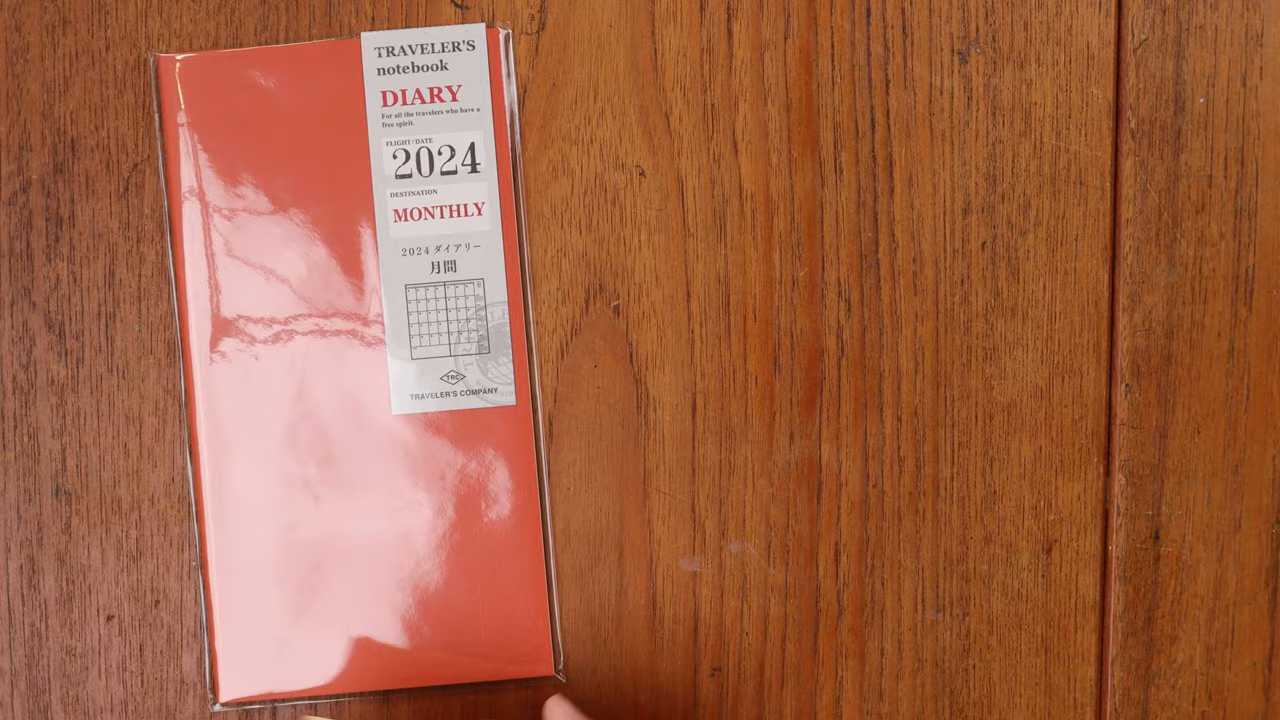 TRAVELER'S
notebook
DIARY
For all the travelers who have a
free spirit.
FLIGHT/DATE
2024
DESTINATION
MONTHLY
2024 ダイアリー
月間
TRC
TRAVELER'S COMPANY